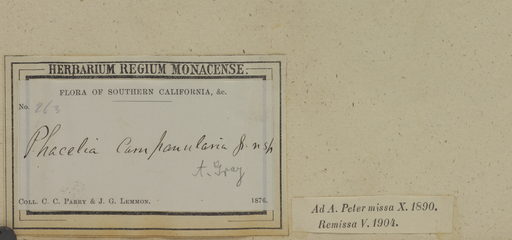 HERBARIUM REGIUM MONACENSE.
FLORA OF SOUTHERN CALIFORNIA, &c.
No. 263
Phacelia campanularia Gr. n sp
A. Gray
COLL. C. C. PARRY & J. G. LEMMON. 1876.
Ad A. Peter missa X. 1890.
Remissa V. 1904.